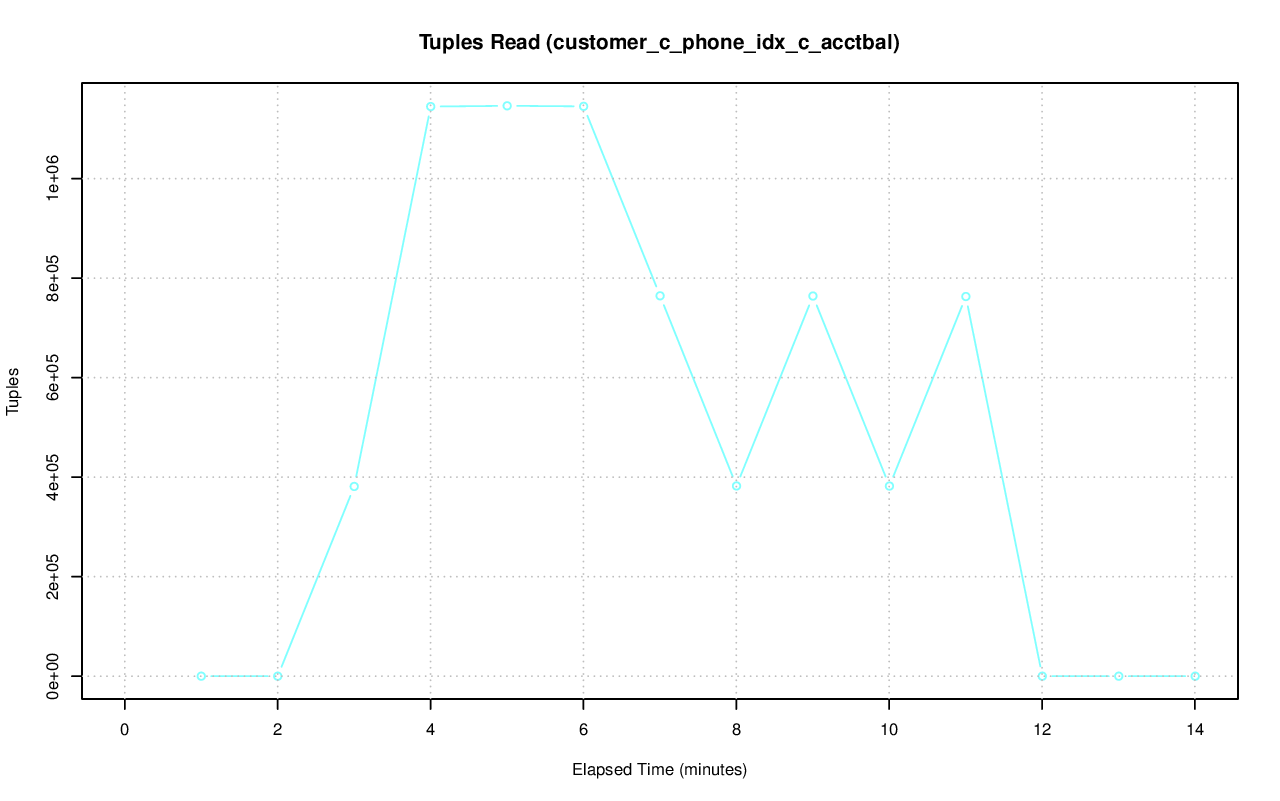 Tuples Read (customer_c_phone_idx_c_acctbal)
1e+06
8e+05
6e+05
4e+05
2e+05
0e+00
Tuples
0 2 4 6 8 10 12 14
Elapsed Time (minutes)